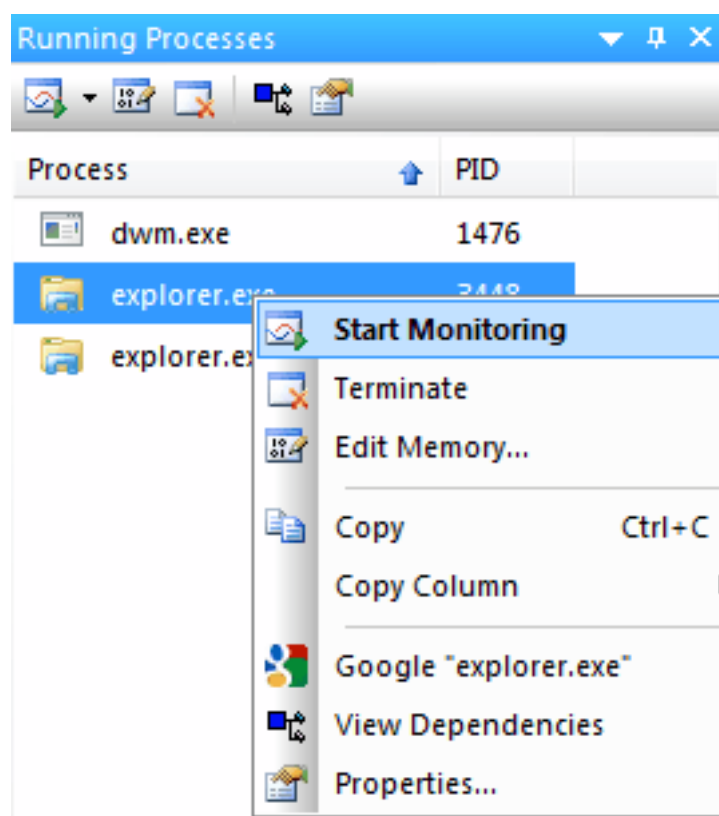 Running Processes
Process PID
dwm.exe 1476
explorer.exe 3448
Start Monitoring
explorer.ex
Terminate
Edit Memory...
Copy Ctrl+C
Copy Column
Google "explorer.exe"
View Dependencies
Properties...